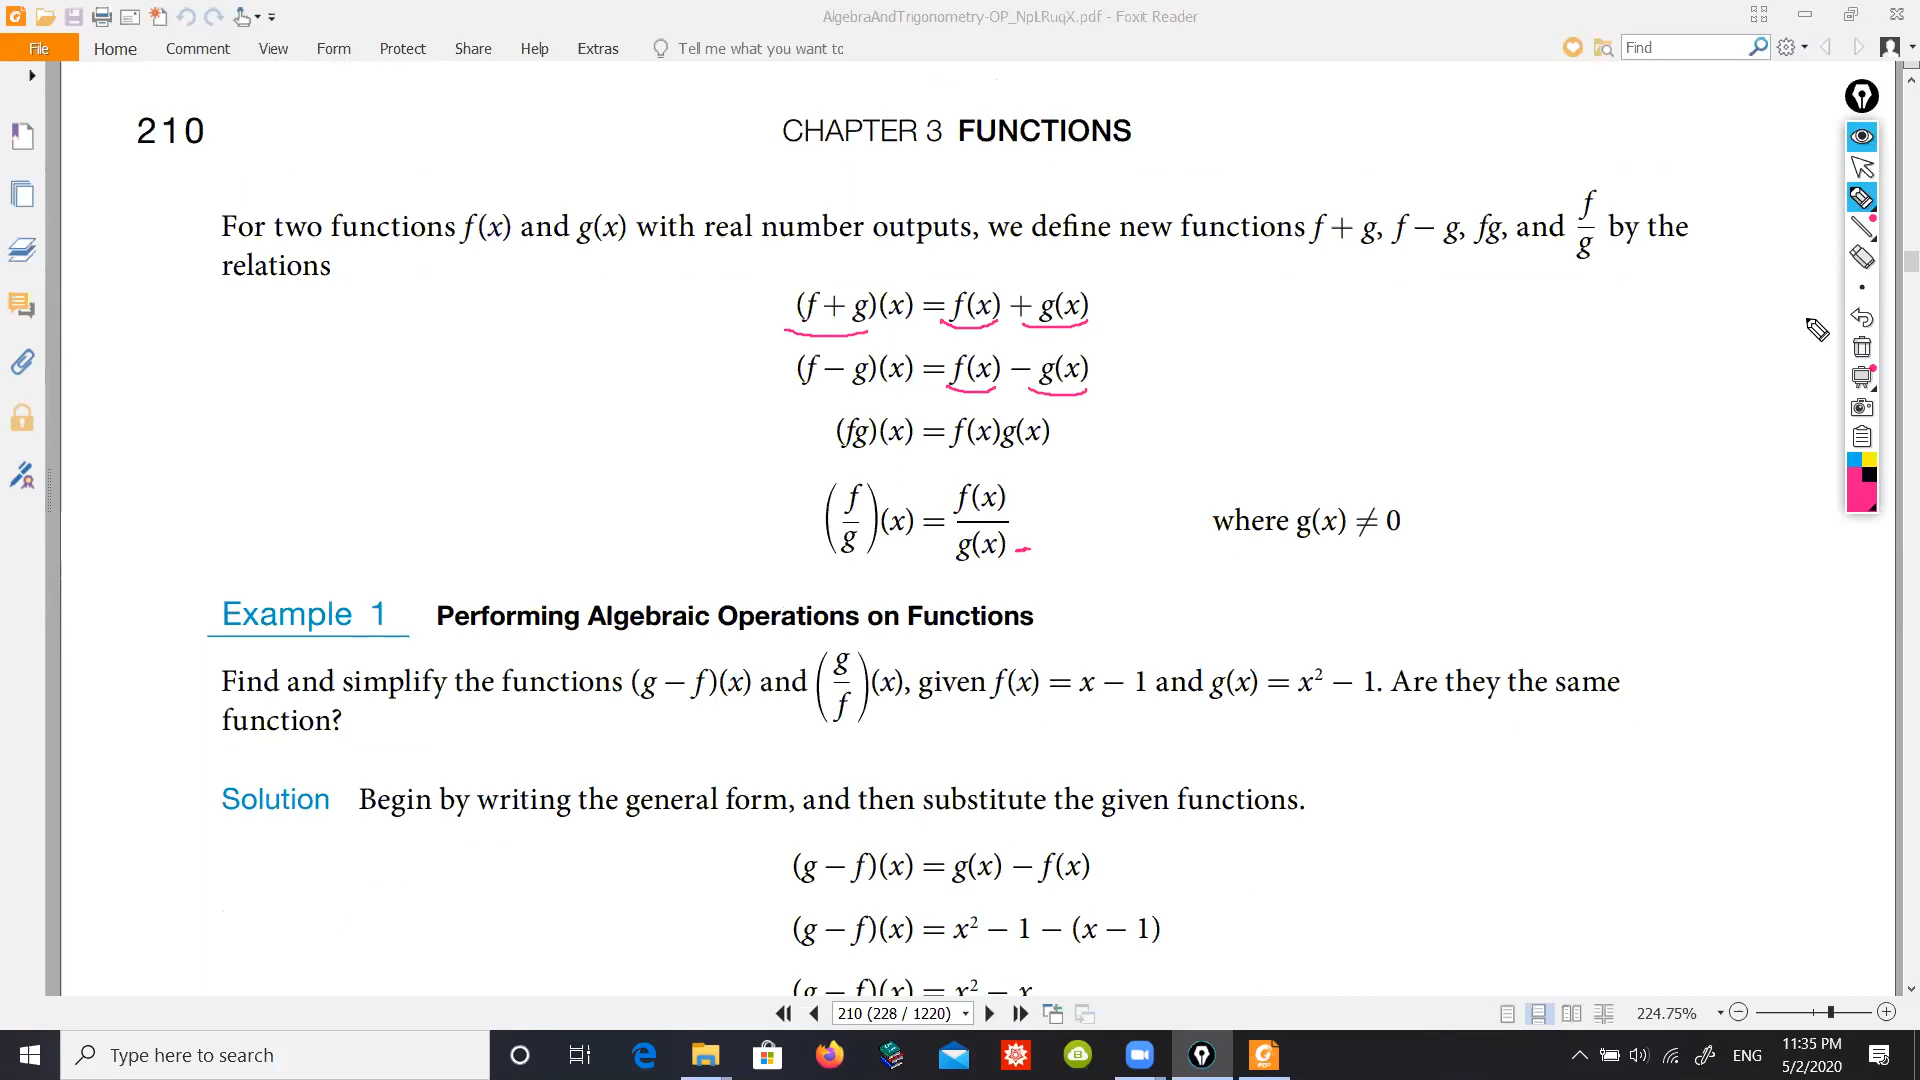 AlgebraAndTrigonometry-OP_NpLRuqX.pdf - Foxit Reader
File Home Comment View Form Protect Share Help Extras Tell me what you want to Find
210 CHAPTER 3 FUNCTIONS
For two functions f(x) and g(x) with real number outputs, we define new functions f + g, f − g, fg, and f/g by the
relations
(f + g)(x) = f(x) + g(x)
(f − g)(x) = f(x) − g(x)
(fg)(x) = f(x)g(x)
(f/g)(x) = f(x)/g(x) where g(x) ≠ 0
Example 1 Performing Algebraic Operations on Functions
Find and simplify the functions (g − f)(x) and (g/f)(x), given f(x) = x − 1 and g(x) = x² − 1. Are they the same
function?
Solution Begin by writing the general form, and then substitute the given functions.
(g − f)(x) = g(x) − f(x)
(g − f)(x) = x² − 1 − (x − 1)
(g − f)(x) = x² − x
210 (228 / 1220) 224.75%
Type here to search ENG 11:35 PM
5/2/2020